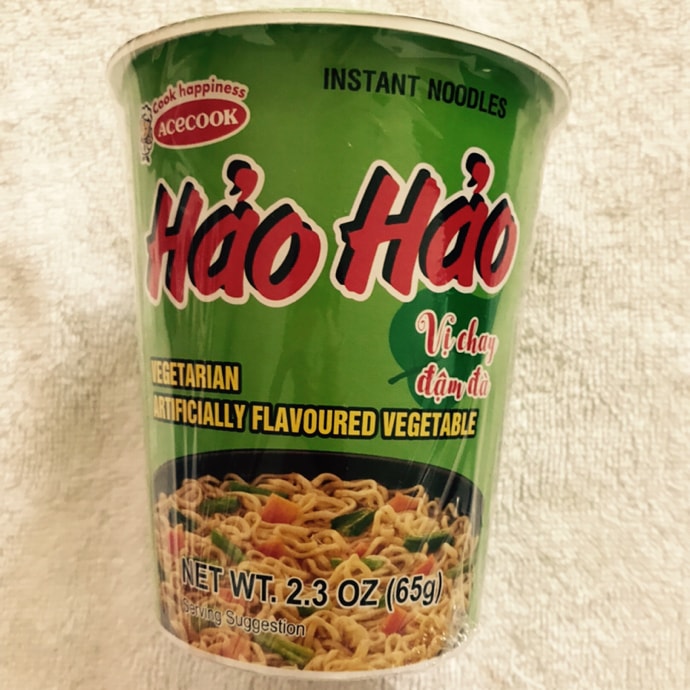 INSTANT NOODLES
cook happiness
ACECOOK
Hảo Hảo
Vị chay
đậm đà
VEGETARIAN
ARTIFICIALLY FLAVOURED VEGETABLE
NET WT. 2.3 OZ (65g)
Serving Suggestion